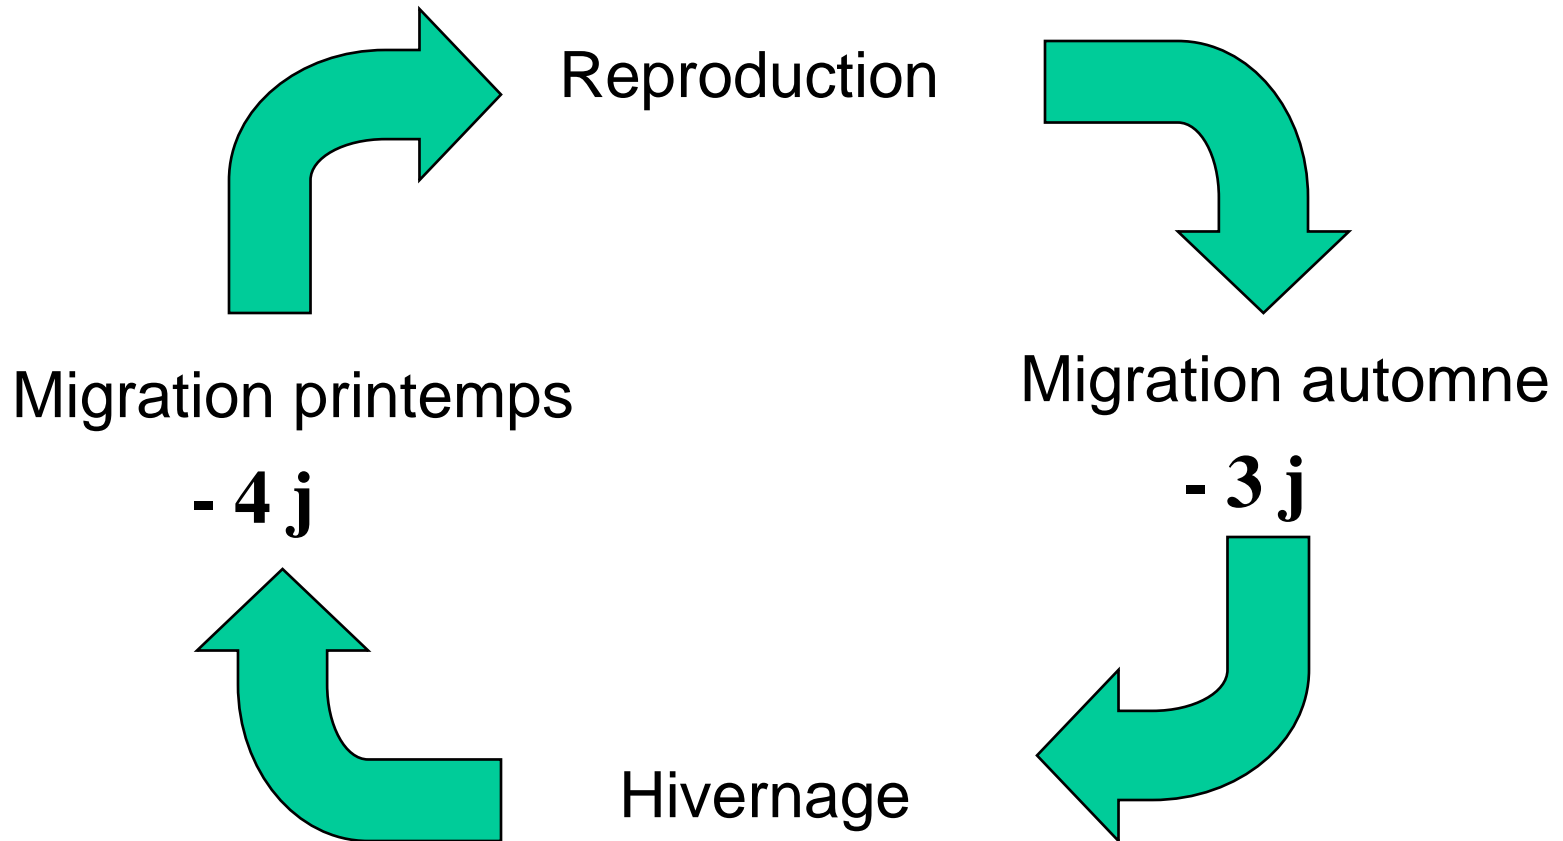 Reproduction
Migration printemps
- 4 j
Migration automne
- 3 j
Hivernage